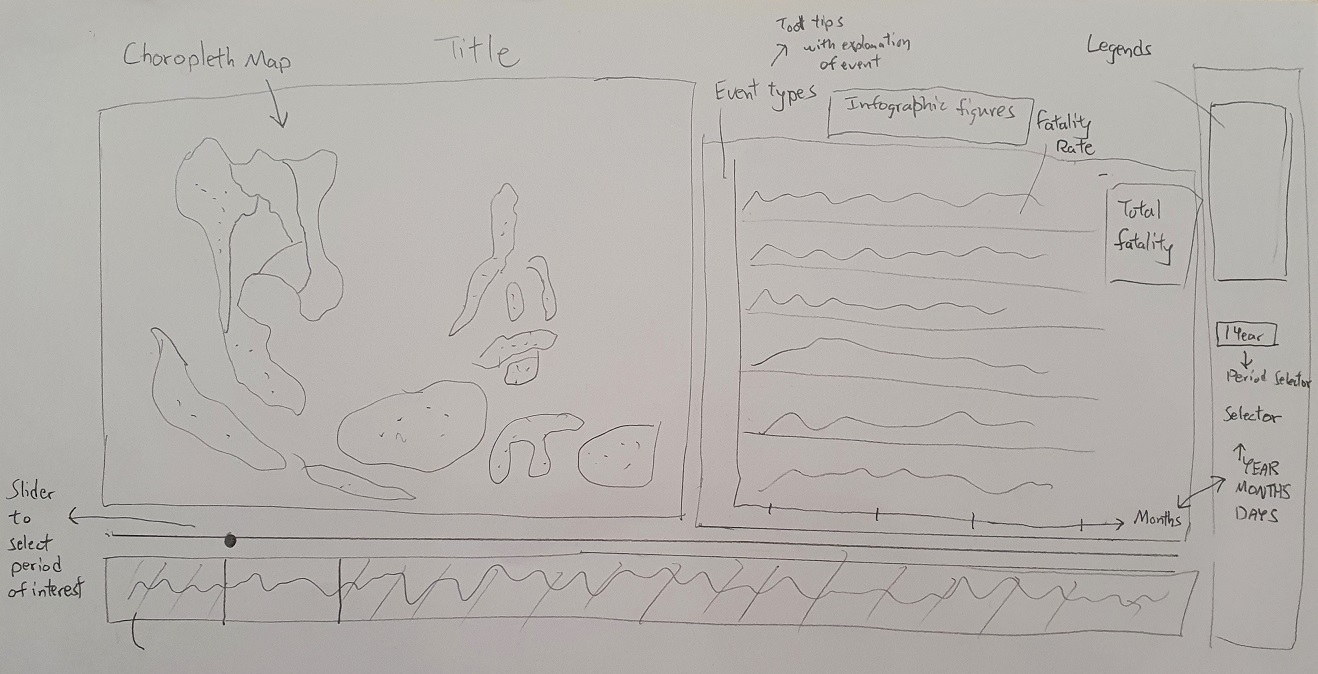 Title
Choropleth Map
Tool tips
with explanation
of event
Event types
Infographic figures
Fatality
Rate
Legends
Total
fatality
1 Year
Period Selector
Selector
YEAR
MONTHS
DAYS
Months
Slider
to
select
period
of interest